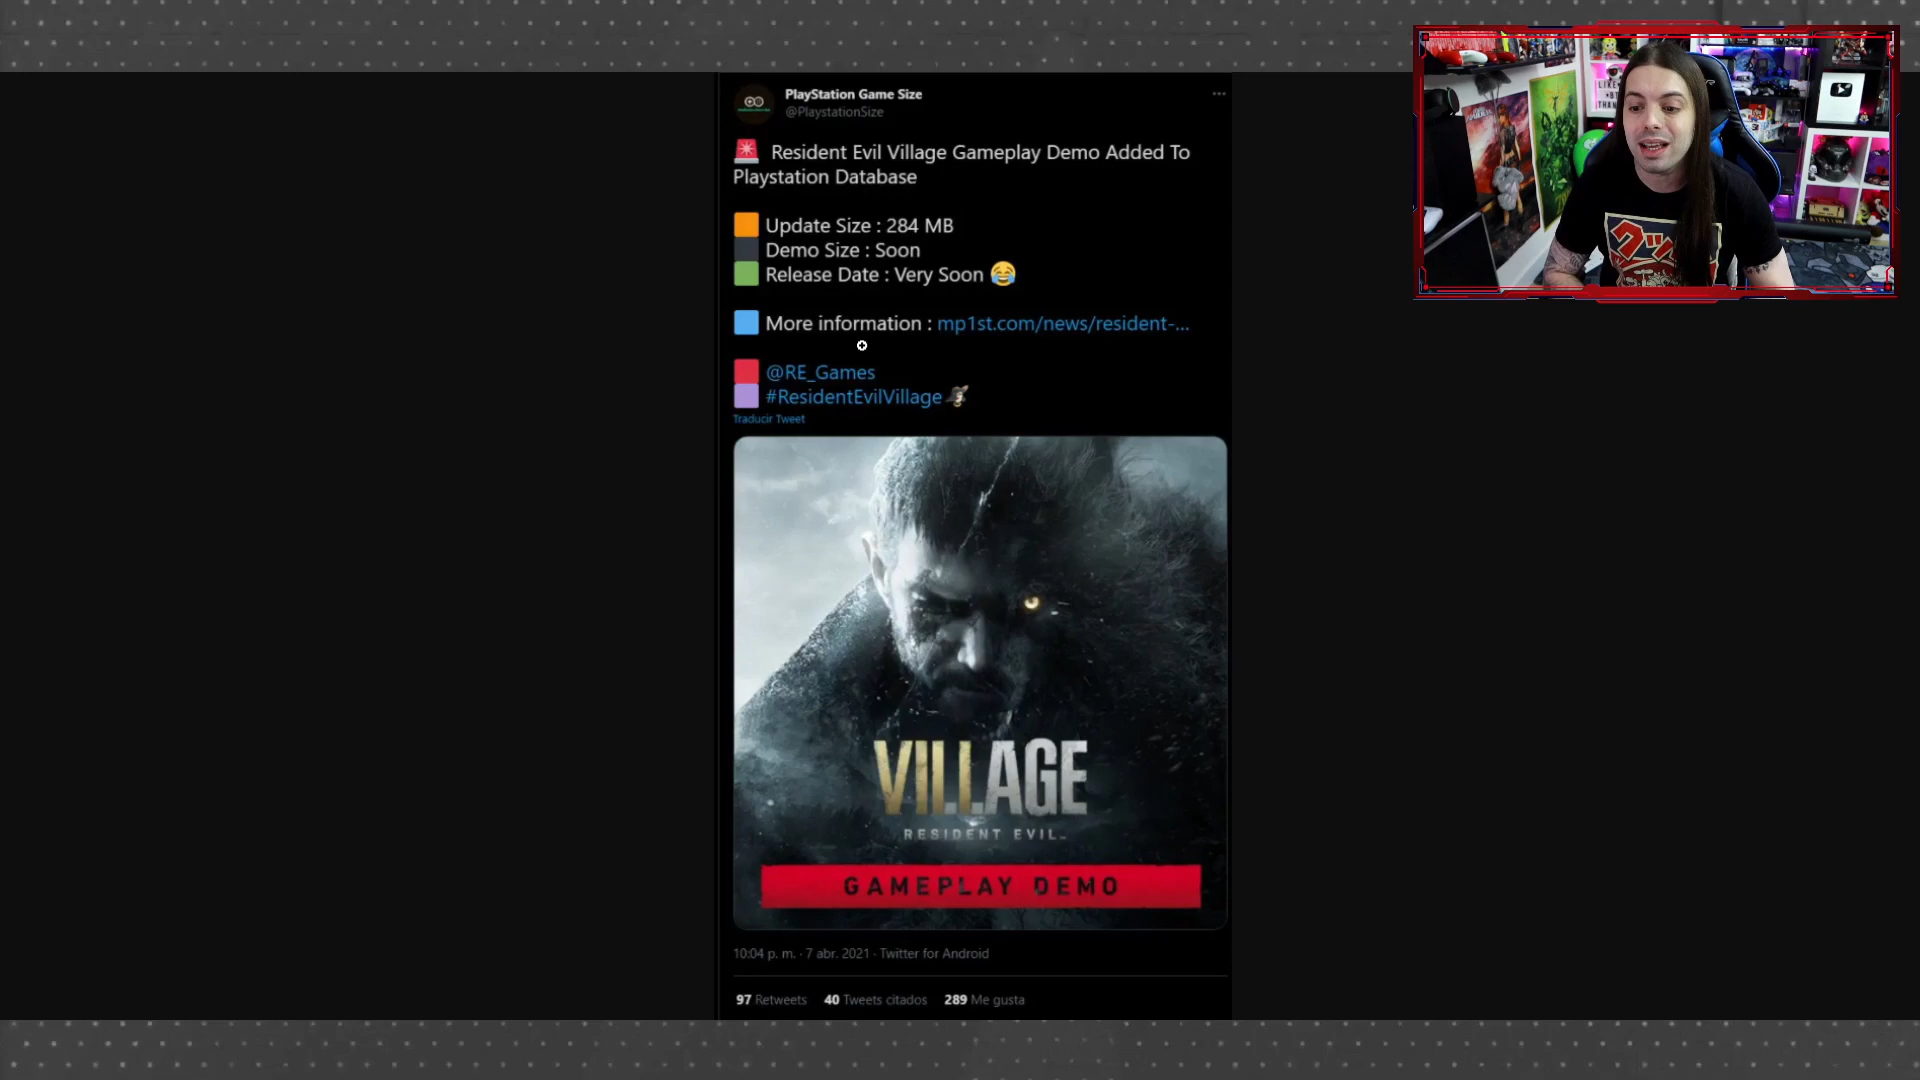 PlayStation Game Size
@PlaystationSize
Resident Evil Village Gameplay Demo Added To
Playstation Database
Update Size : 284 MB
Demo Size : Soon
Release Date : Very Soon 😂
More information : mp1st.com/news/resident-...
@RE_Games
#ResidentEvilVillage
Traducir Tweet
VILLAGE
RESIDENT EVIL
GAMEPLAY DEMO
10:04 p. m. · 7 abr. 2021 · Twitter for Android
97 Retweets 40 Tweets citados 289 Me gusta
LIKE
THAN